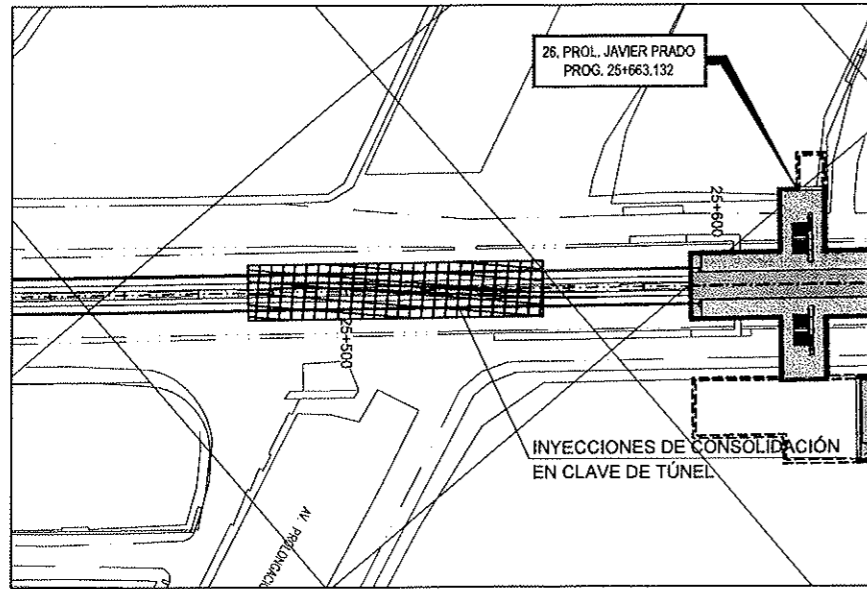 26. PROL. JAVIER PRADO
PROG. 25+663.132
25+600
25+500
INYECCIONES DE CONSOLIDACIÓN
EN CLAVE DE TÚNEL
AV. PROLONGACIÓ